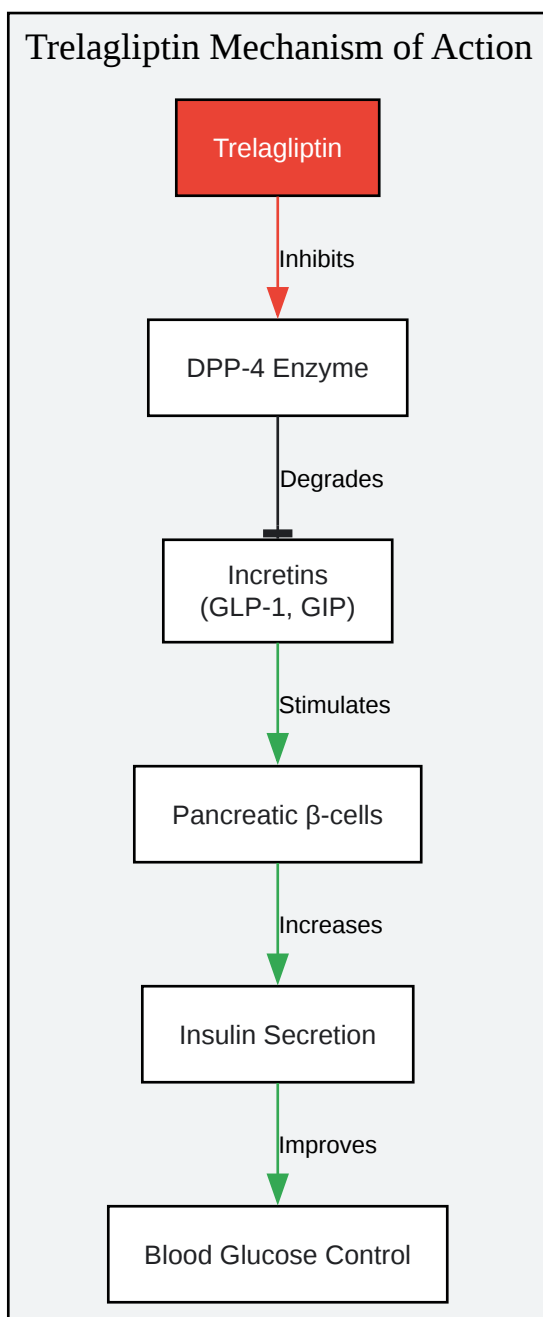 Trelagliptin Mechanism of Action
Trelagliptin
Inhibits
DPP-4 Enzyme
Degrades
Incretins
(GLP-1, GIP)
Stimulates
Pancreatic β-cells
Increases
Insulin Secretion
Improves
Blood Glucose Control